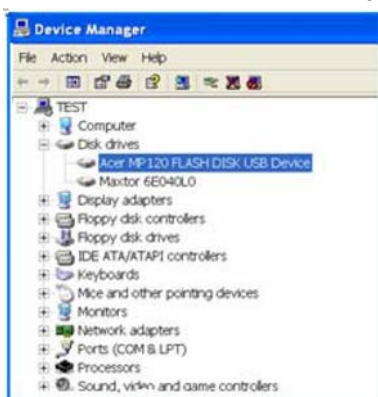 Device Manager
File Action View Help
TEST
Computer
Disk drives
Acer MP120 FLASH DISK USB Device
Maxtor 6E040L0
Display adapters
Floppy disk controllers
Floppy disk drives
IDE ATA/ATAPI controllers
Keyboards
Mice and other pointing devices
Monitors
Network adapters
Ports (COM & LPT)
Processors
Sound, video and game controllers